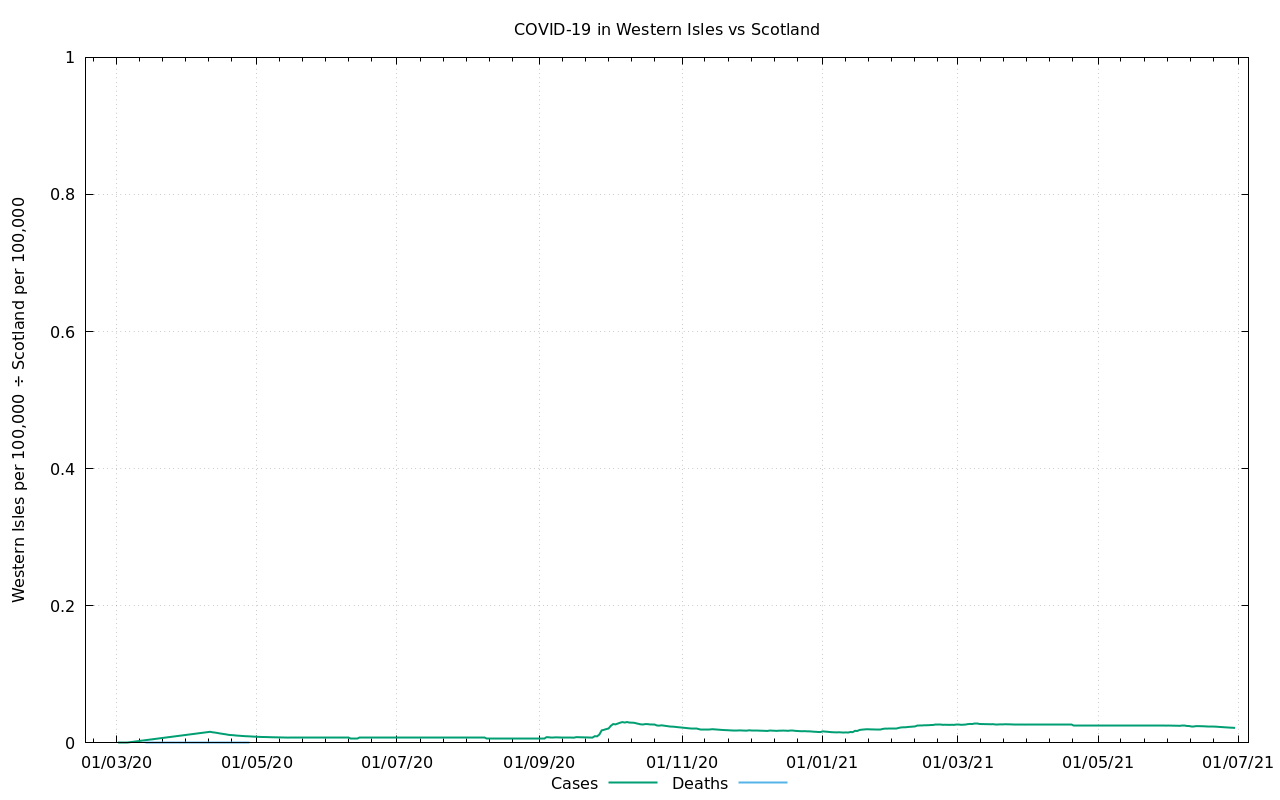 COVID-19 in Western Isles vs Scotland
Western Isles per 100,000 ÷ Scotland per 100,000
1
0.8
0.6
0.4
0.2
0
01/03/20 01/05/20 01/07/20 01/09/20 01/11/20 01/01/21 01/03/21 01/05/21 01/07/21
Cases Deaths